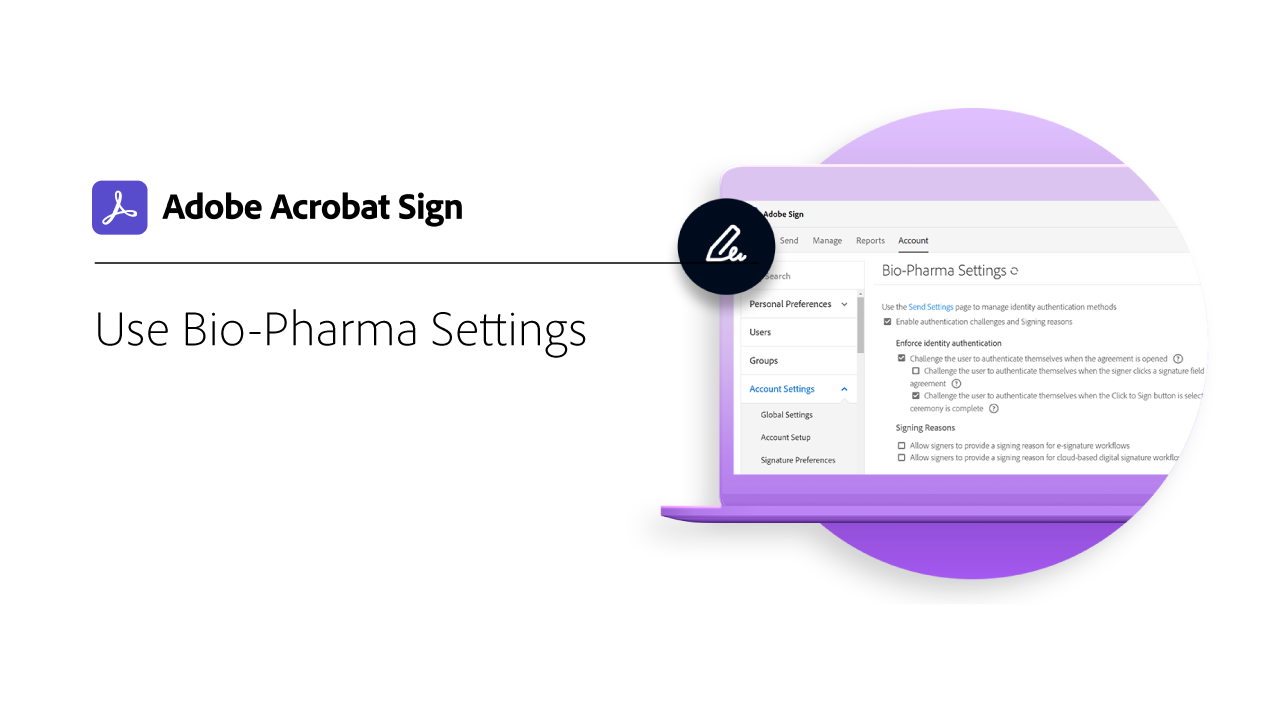 Adobe Acrobat Sign
Use Bio-Pharma Settings
Adobe Sign
Send Manage Reports Account
Search
Personal Preferences
Users
Groups
Account Settings
Global Settings
Account Setup
Signature Preferences
Bio-Pharma Settings
Use the Send Settings page to manage identity authentication methods
Enable authentication challenges and Signing reasons
Enforce identity authentication
Challenge the user to authenticate themselves when the agreement is opened ?
Challenge the user to authenticate themselves when the signer clicks a signature field
agreement ?
Challenge the user to authenticate themselves when the Click to Sign button is selec
ceremony is complete ?
Signing Reasons
Allow signers to provide a signing reason for e-signature workflows
Allow signers to provide a signing reason for cloud-based digital signature workflo